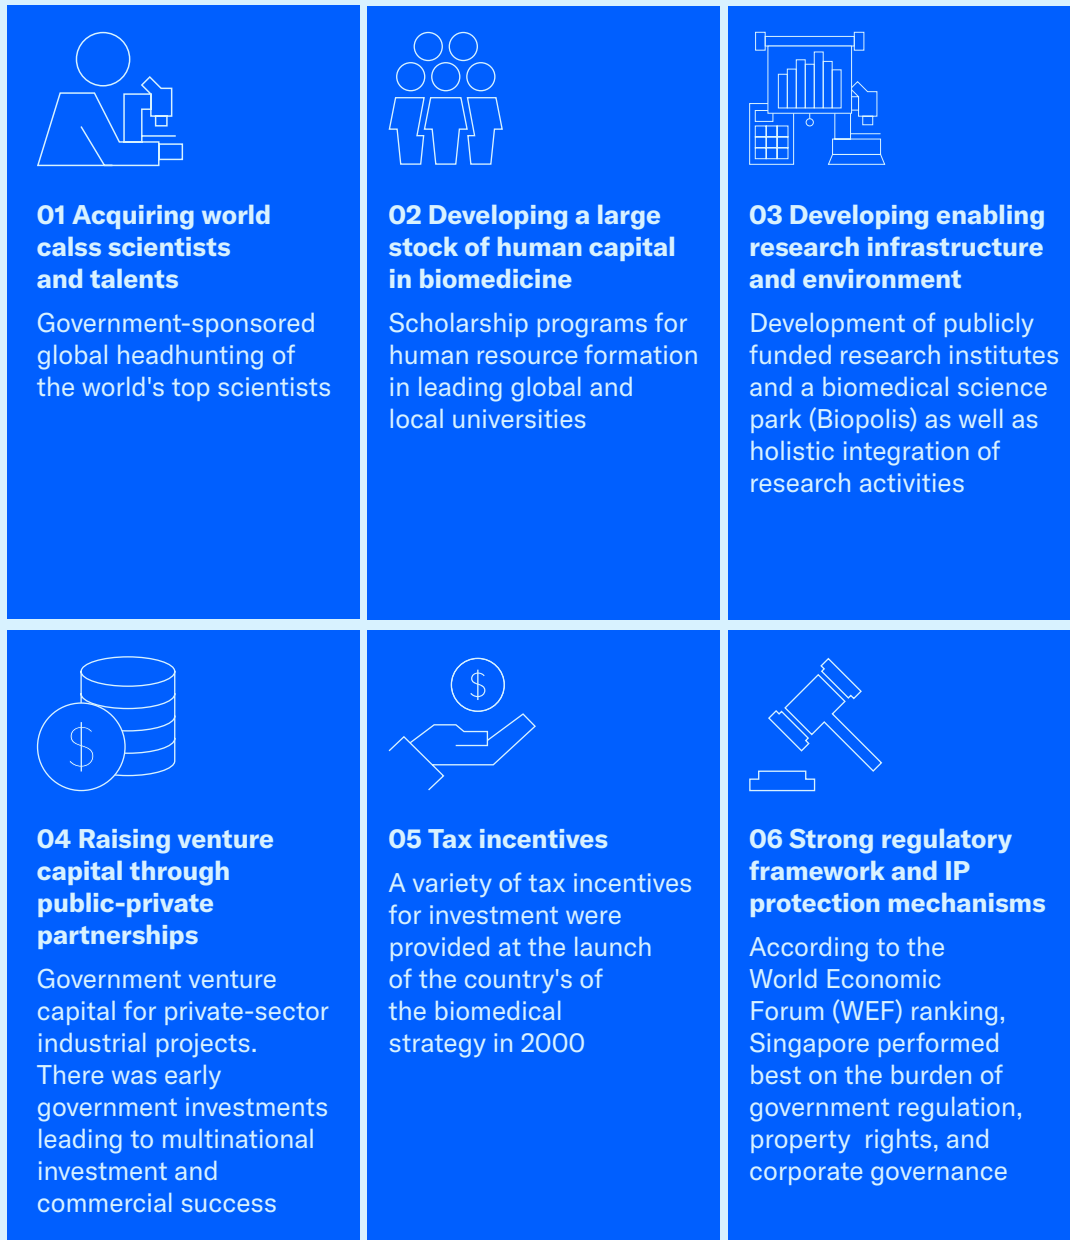 01 Acquiring world
calss scientists
and talents
Government-sponsored
global headhunting of
the world's top scientists
02 Developing a large
stock of human capital
in biomedicine
Scholarship programs for
human resource formation
in leading global and
local universities
03 Developing enabling
research infrastructure
and environment
Development of publicly
funded research institutes
and a biomedical science
park (Biopolis) as well as
holistic integration of
research activities
$
04 Raising venture
capital through
public-private
partnerships
Government venture
capital for private-sector
industrial projects.
There was early
government investments
leading to multinational
investment and
commercial success
$
05 Tax incentives
A variety of tax incentives
for investment were
provided at the launch
of the country's of
the biomedical
strategy in 2000
06 Strong regulatory
framework and IP
protection mechanisms
According to the
World Economic
Forum (WEF) ranking,
Singapore performed
best on the burden of
government regulation,
property  rights, and
corporate governance